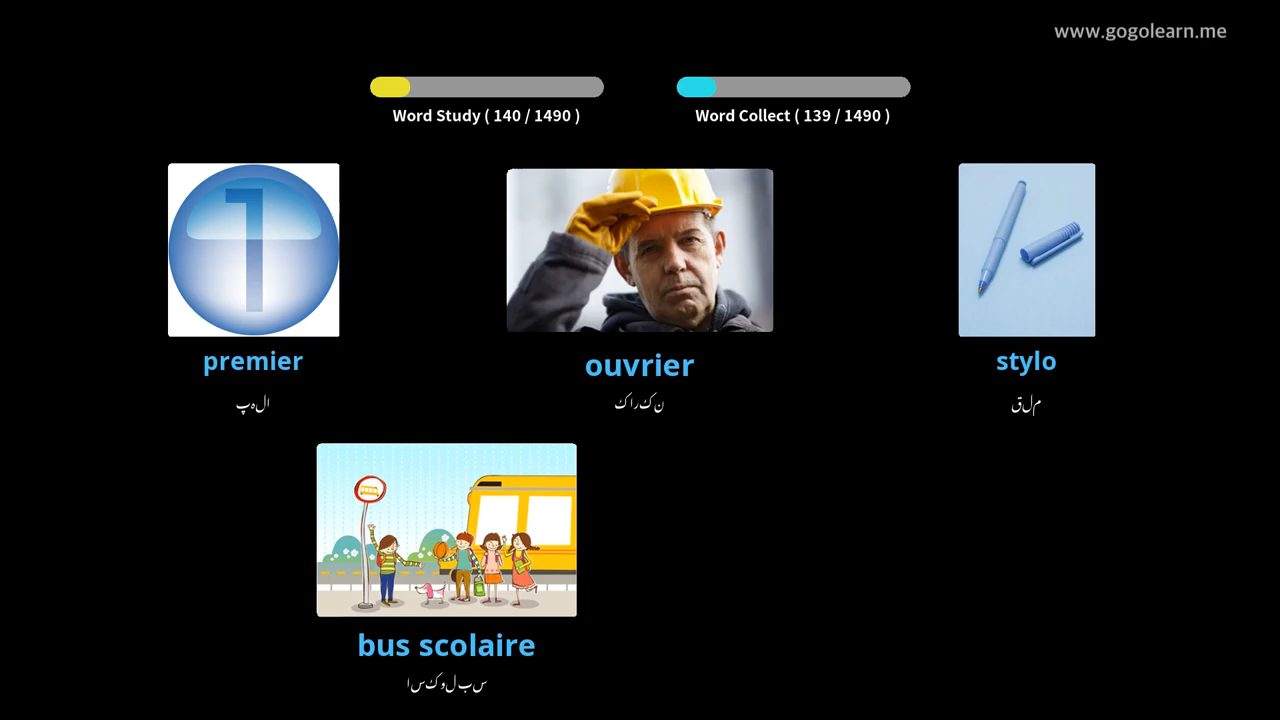 www.gogolearn.me
Word Study ( 140 / 1490 )
Word Collect ( 139 / 1490 )
premier
الہپ
ouvrier
نکراک
stylo
ملق
bus scolaire
سب لوکسا